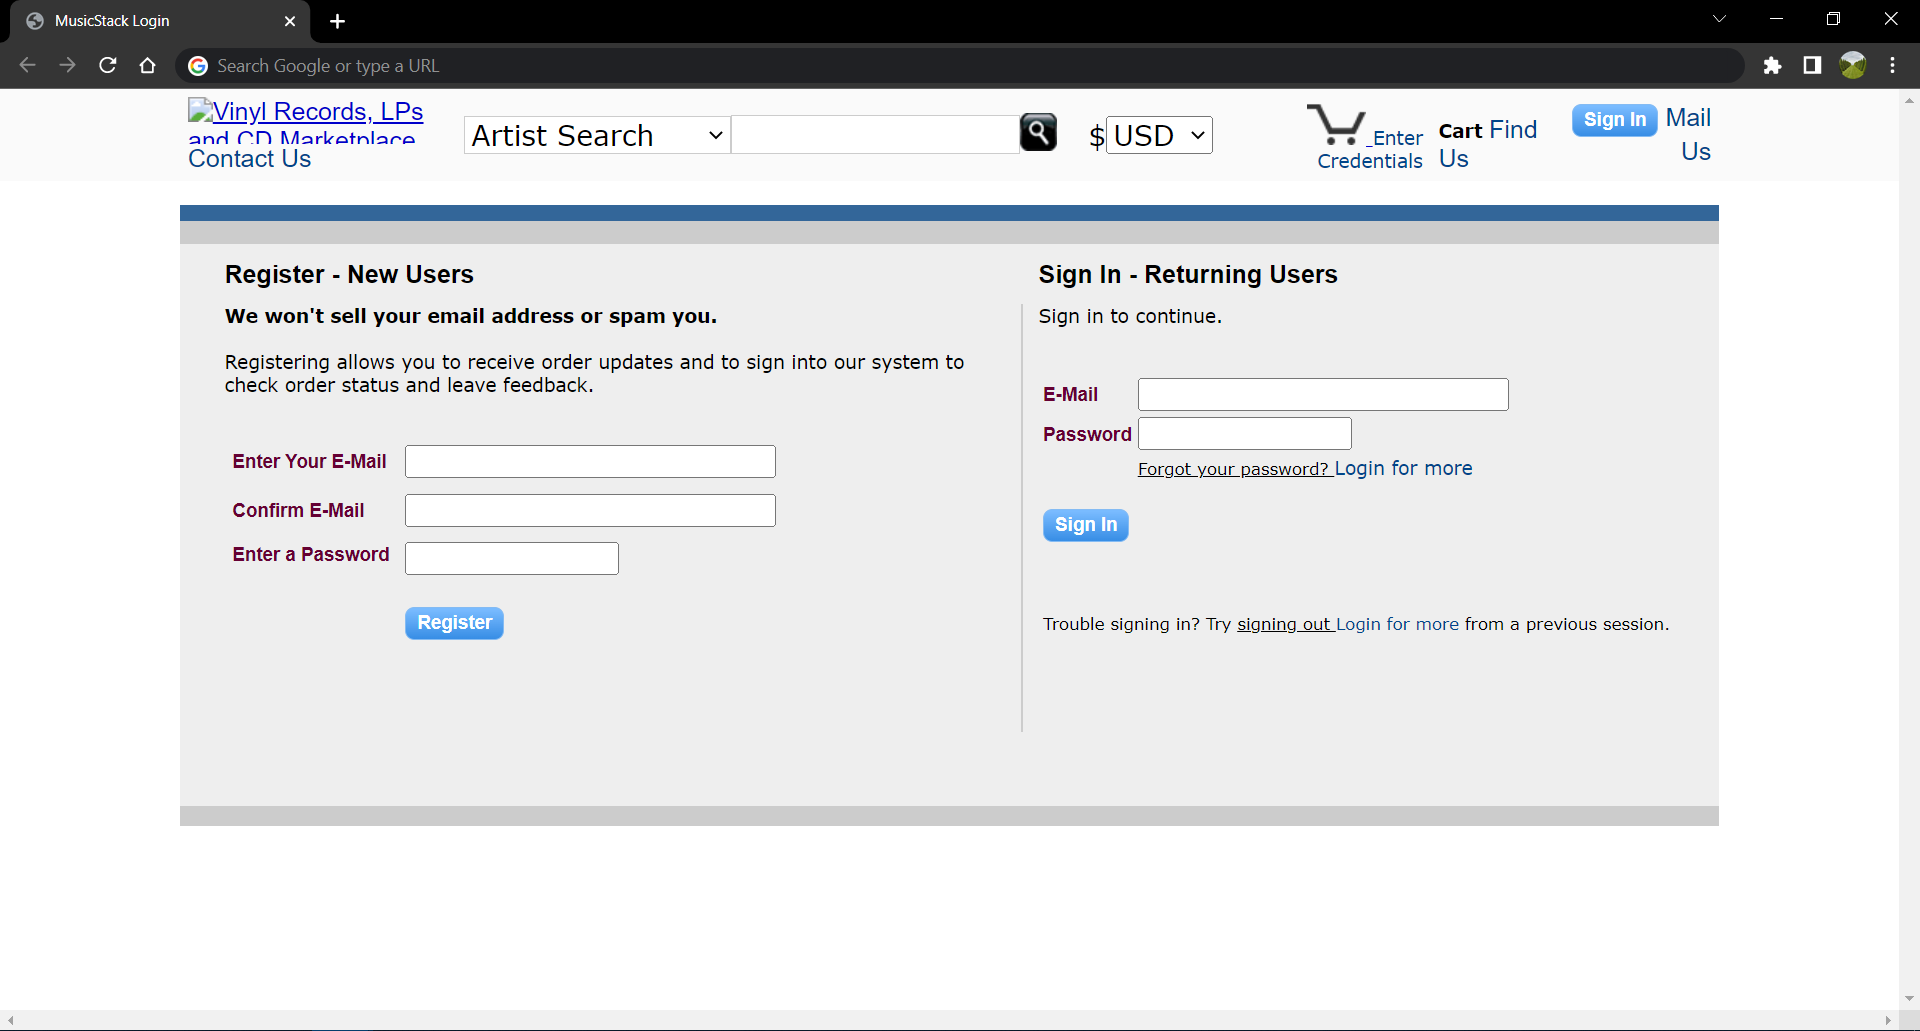 MusicStack Login
Search Google or type a URL
Vinyl Records, LPs
and CD Marketplace
Contact Us
Artist Search
$ USD
Enter
Credentials
Cart Find
Us
Sign In
Mail
Us
Register - New Users
We won't sell your email address or spam you.
Registering allows you to receive order updates and to sign into our system to
check order status and leave feedback.
Enter Your E-Mail
Confirm E-Mail
Enter a Password
Register
Sign In - Returning Users
Sign in to continue.
E-Mail
Password
Forgot your password? Login for more
Sign In
Trouble signing in? Try signing out Login for more from a previous session.